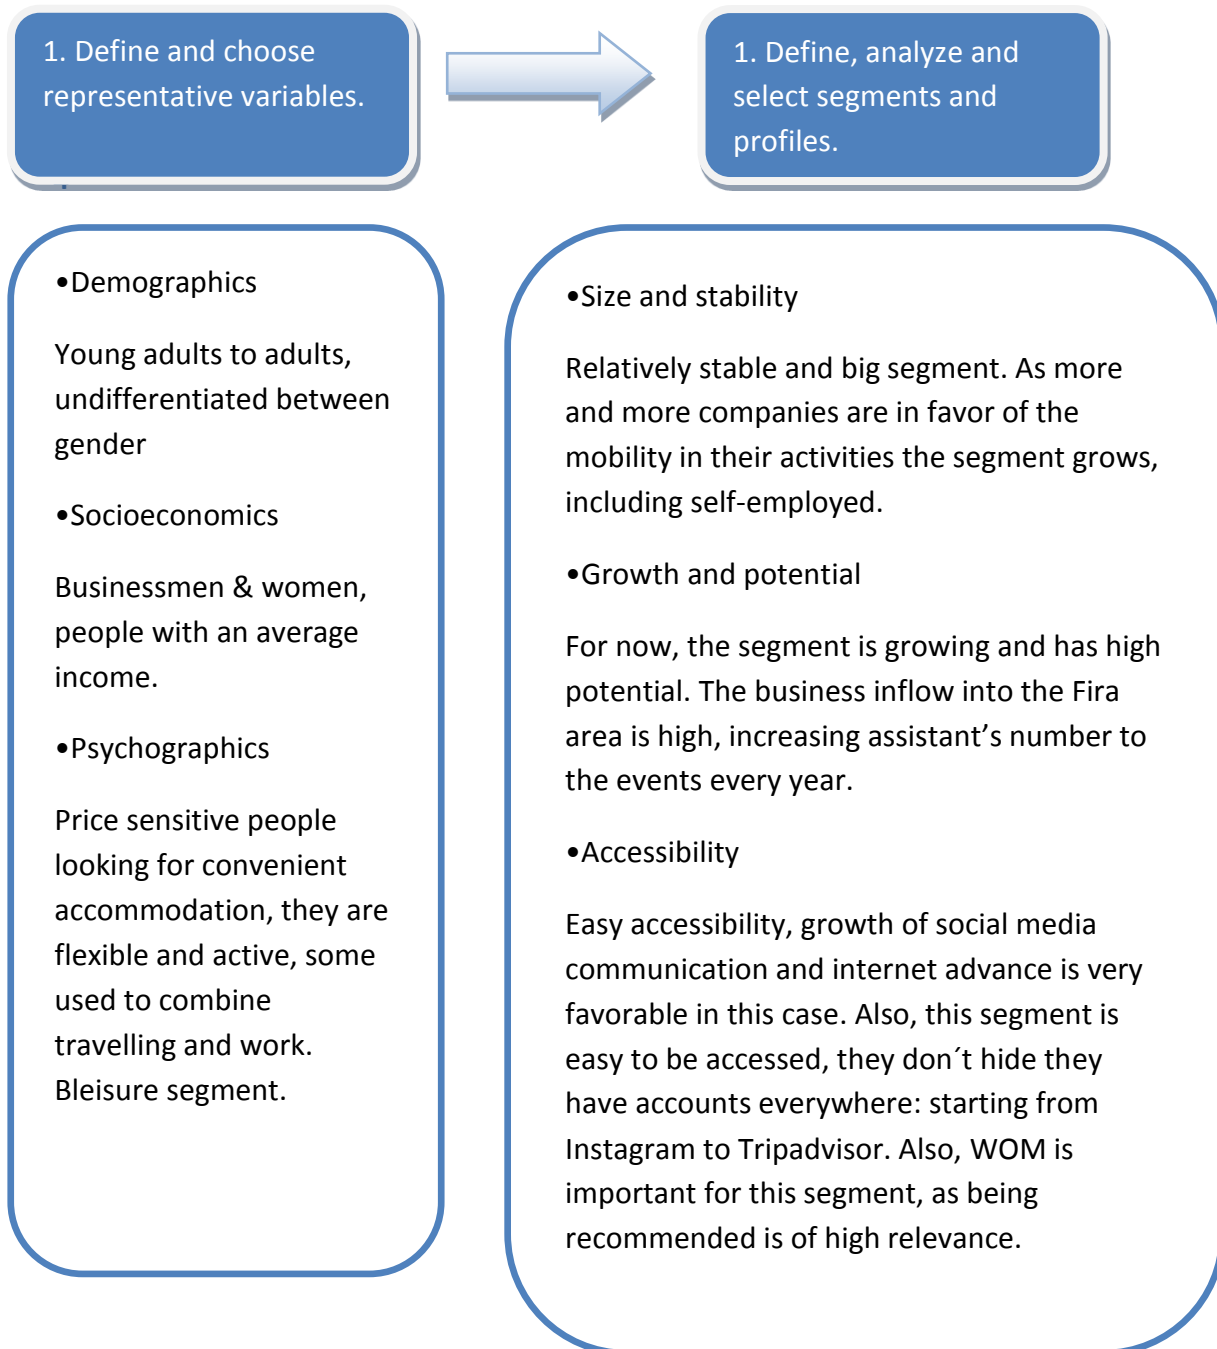 1. Define and choose
representative variables.
1. Define, analyze and
select segments and
profiles.
•Demographics
Young adults to adults,
undifferentiated between
gender
•Socioeconomics
Businessmen & women,
people with an average
income.
•Psychographics
Price sensitive people
looking for convenient
accommodation, they are
flexible and active, some
used to combine
travelling and work.
Bleisure segment.
•Size and stability
Relatively stable and big segment. As more
and more companies are in favor of the
mobility in their activities the segment grows,
including self-employed.
•Growth and potential
For now, the segment is growing and has high
potential. The business inflow into the Fira
area is high, increasing assistant’s number to
the events every year.
•Accessibility
Easy accessibility, growth of social media
communication and internet advance is very
favorable in this case. Also, this segment is
easy to be accessed, they don´t hide they
have accounts everywhere: starting from
Instagram to Tripadvisor. Also, WOM is
important for this segment, as being
recommended is of high relevance.